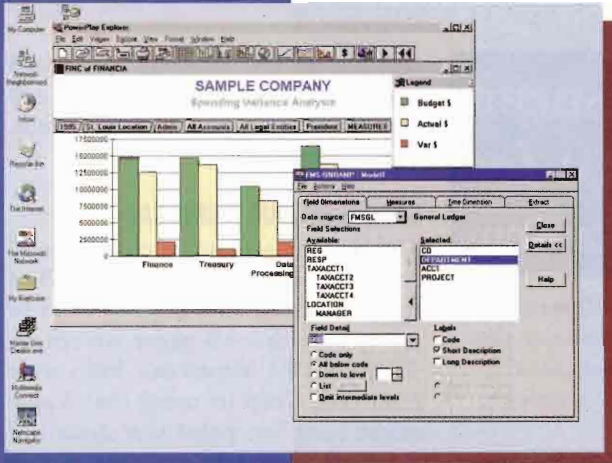 My Computer
Network Neighborhood
Inbox
Recycle Bin
The Internet
The Microsoft Network
My Briefcase
Netscape Navigator
PowerPlay Explorer
File Edit Explore View Format Window Help
FINC of FINANCIA
SAMPLE COMPANY
Spending Variance Analysis
1995 St. Louis Location Admin All Accounts All Legal Entities President MEASURES
Legend
Budget $
Actual $
Var $
17500000
15000000
12500000
10000000
7500000
5000000
2500000
0
Finance
Treasury
Data Processing
Model1
File Actions Help
Field Dimensions
Measures
Time Dimension
Extract
Data source: FMSGL General Ledger
Field Selections
Available:
REG
RESP
TAXACCT1
TAXACCT2
TAXACCT3
TAXACCT4
LOCATION
MANAGER
Selected:
CO
DEPARTMENT
ACCT
PROJECT
Close
Details <<
Help
Field Detail
Code only
All below code
Down to level
List
Omit intermediate levels
Labels
Code
Short Description
Long Description